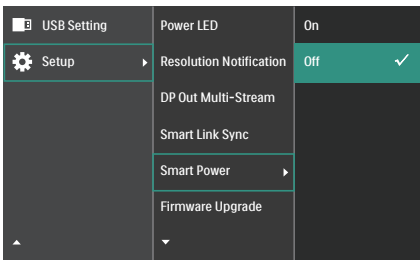 USB Setting
Setup
Power LED
Resolution Notification
DP Out Multi-Stream
Smart Link Sync
Smart Power
Firmware Upgrade
On
Off